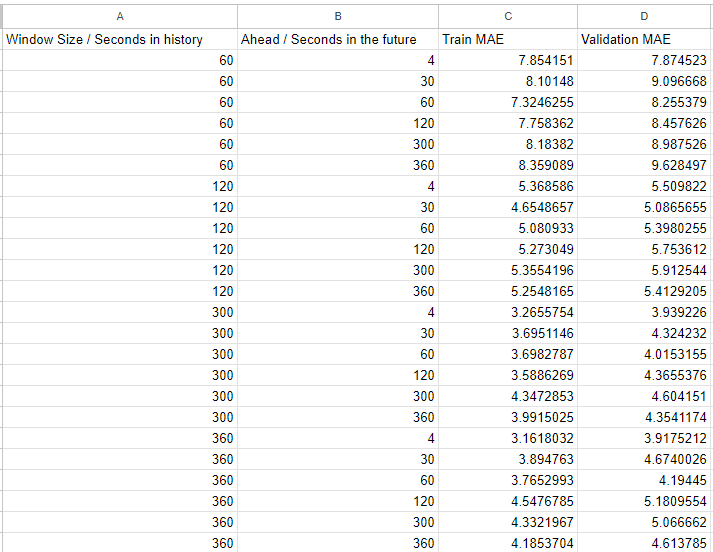 A B C D
Window Size / Seconds in history Ahead / Seconds in the future Train MAE Validation MAE
60 4 7.854151 7.874523
60 30 8.10148 9.096668
60 60 7.3246255 8.255379
60 120 7.758362 8.457626
60 300 8.18382 8.987526
60 360 8.359089 9.628497
120 4 5.368586 5.509822
120 30 4.6548657 5.0865655
120 60 5.080933 5.3980255
120 120 5.273049 5.753612
120 300 5.3554196 5.912544
120 360 5.2548165 5.4129205
300 4 3.2655754 3.939226
300 30 3.6951146 4.324232
300 60 3.6982787 4.0153155
300 120 3.5886269 4.3655376
300 300 4.3472853 4.604151
300 360 3.9915025 4.3541174
360 4 3.1618032 3.9175212
360 30 3.894763 4.6740026
360 60 3.7652993 4.19445
360 120 4.5476785 5.1809554
360 300 4.3321967 5.066662
360 360 4.1853704 4.613785